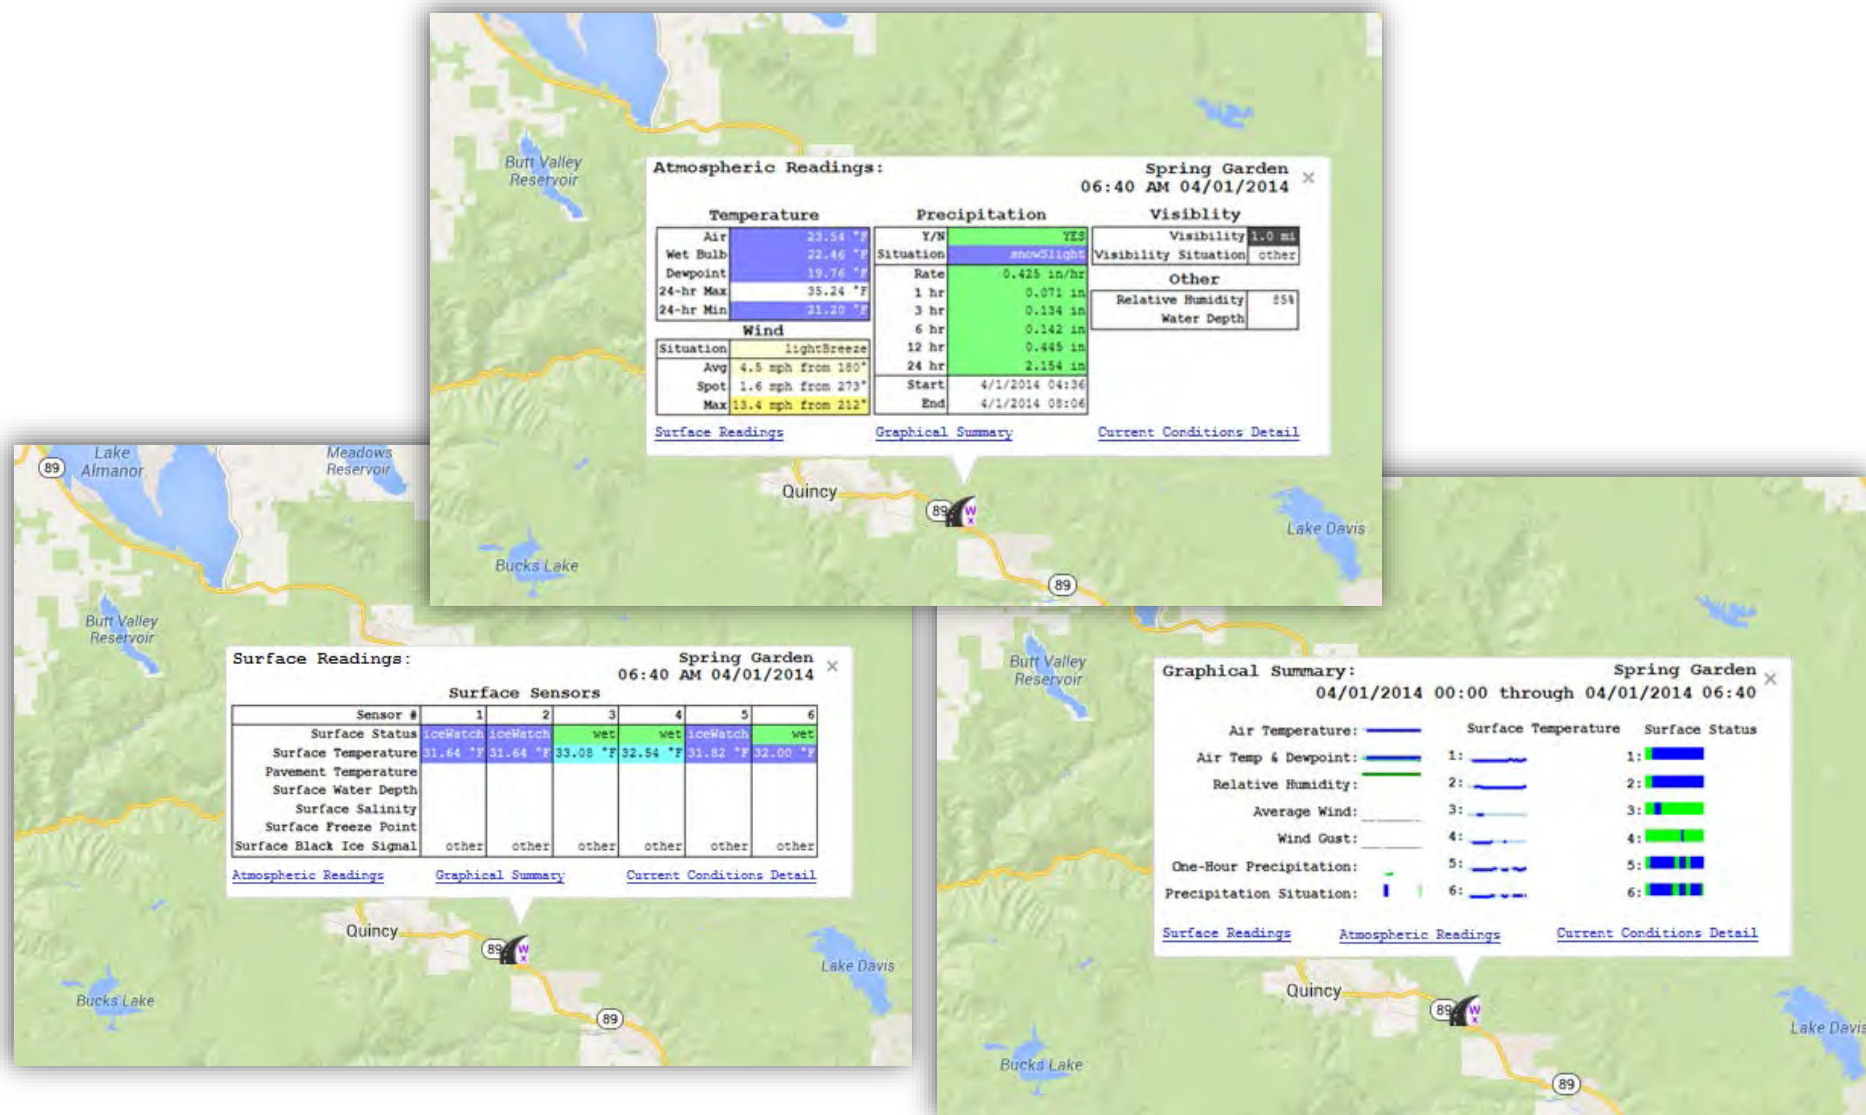 Butt Valley
Reservoir
Atmospheric Readings:
Spring Garden
06:40 AM 04/01/2014
×
Temperature
Air 23.54 °F
Wet Bulb 22.46 °F
Dewpoint 19.76 °F
24-hr Max 35.24 °F
24-hr Min 21.20 °F
Wind
Situation lightBreeze
Avg 4.5 mph from 180°
Spot 1.6 mph from 273°
Max 13.4 mph from 212°
Precipitation
Y/N YES
Situation snowSlight
Rate 0.425 in/hr
1 hr 0.071 in
3 hr 0.134 in
6 hr 0.142 in
12 hr 0.445 in
24 hr 2.154 in
Start 4/1/2014 04:36
End 4/1/2014 08:06
Visiblity
Visibility 1.0 mi
Visibility Situation other
Other
Relative Humidity 85%
Water Depth
Surface Readings Graphical Summary Current Conditions Detail
Quincy
89
W
x
Lake Davis
Bucks Lake
89
89
Lake
Almanor
Meadows
Reservoir
Butt Valley
Reservoir
Surface Readings:
Spring Garden
06:40 AM 04/01/2014
×
Surface Sensors
Sensor # 1 2 3 4 5 6
Surface Status iceWatch iceWatch wet wet iceWatch wet
Surface Temperature 31.64 °F 31.64 °F 33.08 °F 32.54 °F 31.82 °F 32.00 °F
Pavement Temperature
Surface Water Depth
Surface Salinity
Surface Freeze Point
Surface Black Ice Signal other other other other other other
Atmospheric Readings Graphical Summary Current Conditions Detail
Quincy
89
W
x
Lake Davis
Bucks Lake
89
Butt Valley
Reservoir
Graphical Summary:
Spring Garden
04/01/2014 00:00 through 04/01/2014 06:40
×
Air Temperature:
Air Temp & Dewpoint:
Relative Humidity:
Average Wind:
Wind Gust:
One-Hour Precipitation:
Precipitation Situation:
Surface Temperature
1:
2:
3:
4:
5:
6:
Surface Status
1:
2:
3:
4:
5:
6:
Surface Readings Atmospheric Readings Current Conditions Detail
Quincy
89
W
x
Lake Davis
Bucks Lake
89